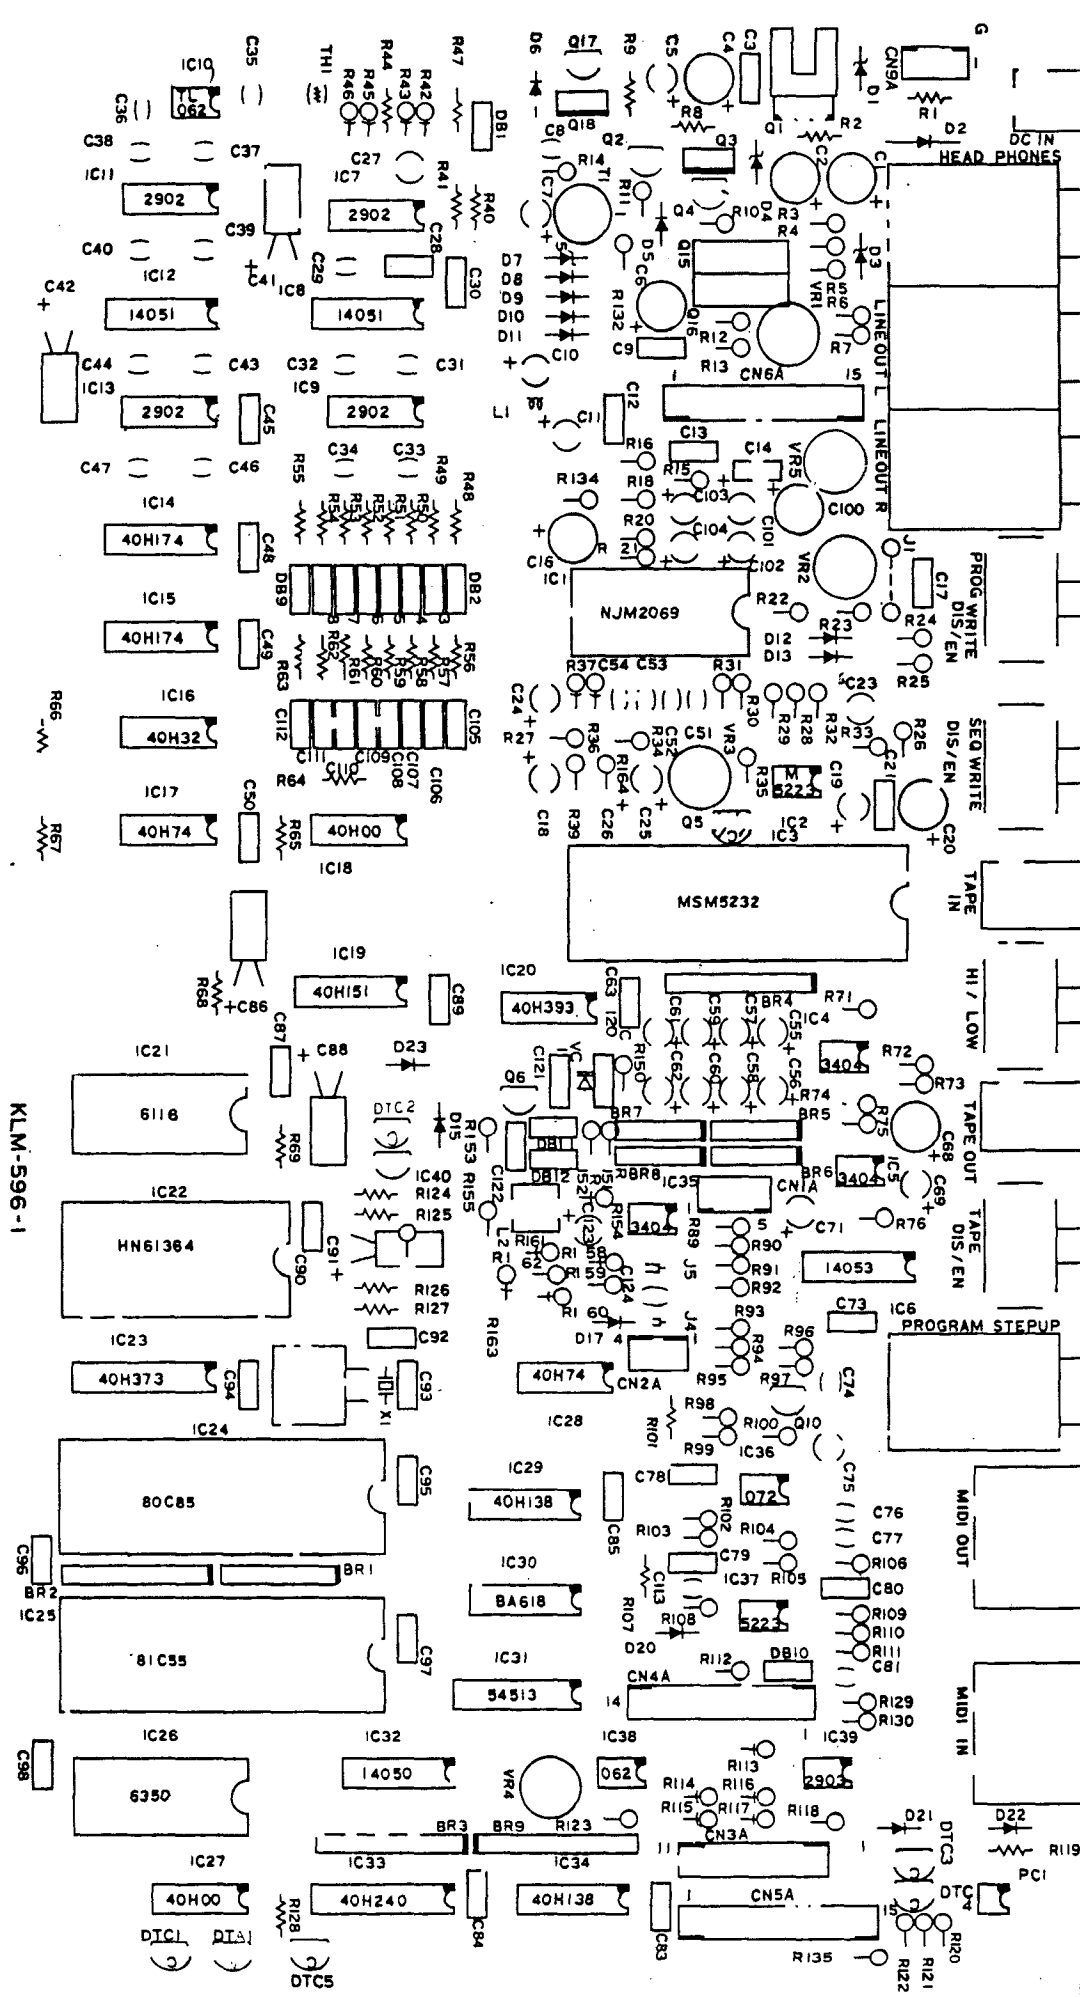 G
CN9A
R1
D1
D2
DC IN
HEAD PHONES
C3
C4
C5
R9
Q17
D6
Q18
R8
Q1
R2
C2
R47
R44
TH1
R46
R45
R43
R42
DB1
C35
IC10
TL
062
C36
C38
C37
IC11
2902
C39
C27
IC7
2902
R41
R40
C8
R14
T1
C7
Q2
R11
Q3
Q4
R10
D4
R3
R4
D3
R5
R6
VR1
Q15
Q16
D5
C6
R132
C40
IC12
C41
IC8
C29
C28
C30
D7
D8
D9
D10
D11
C42
14051
14051
R12
R13
R7
LINE OUT L
C9
C10
C44
IC13
C43
C32
IC9
C31
CN6A
15
2902
2902
C45
L1
C11
C12
LINE OUT R
C47
C46
C34
C33
R55
R49
R48
R16
C13
C14
VR5
R15
R134
R18
C103
C100
IC14
40H174
C48
R20
C104
C101
C102
C16
IC1
R
21
VR2
J1
C17
PROG WRITE
DIS/EN
IC15
40H174
C49
DB9
DB2
8
7
6
5
4
3
NJM2069
R22
R23
R24
D12
D13
R25
R63
R62
R61
R60
R59
R58
R57
R56
R37
C54
C53
R31
C24
R30
R29
R28
R32
C23
R33
R26
R66
IC16
40H32
C112
C105
C111
C110
C109
C108
C107
C106
R64
R27
R36
R34
C52
C51
VR3
R35
M
5223
C19
C21
SEQ WRITE
DIS/EN
R67
IC17
40H74
C50
R65
40H00
IC18
C18
R39
C26
R164
C25
Q5
IC2
IC3
C20
MSM5232
TAPE
IN
C86
R68
IC19
40H151
C89
IC20
40H393
C63
C61
C59
C57
BR4
C55
IC4
R71
HI / LOW
IC21
6116
C87
C88
D23
C121
VC
R150
C62
C60
C58
C56
3404
R72
R73
R74
R75
TAPE OUT
KLM-596-1
R69
DTC2
D15
R153
Q6
BR7
BR5
BR8
BR6
C68
IC40
R155
C122
DB12
IC35
CN1A
3404
IC5
C69
IC22
HN61364
C90
C91
R124
R125
R126
R127
L2
R161
C123
R154
3404
R89
5
C71
R76
R90
R91
R92
14053
TAPE
DIS/EN
R163
C124
J5
J4
D17
4
C92
C73
IC6
PROGRAM STEPUP
R93
R94
R95
R96
R97
IC23
40H373
C94
X1
C93
40H74
CN2A
IC28
C74
R101
R98
R99
R100
Q10
IC36
C75
IC24
80C85
C95
C96
IC29
40H138
C78
C85
072
R102
R103
R104
C76
C77
MIDI OUT
BR2
BR1
IC25
81C55
C97
IC30
BA618
C79
IC37
R105
R106
C80
C113
R107
R108
5223
D20
R109
R110
R111
C81
IC31
54513
CN4A
14
R112
DB10
R129
R130
MIDI IN
IC26
6350
C98
IC32
14050
VR4
IC38
062
R113
IC39
2903
R114
R115
R116
R117
R118
BR3
BR9
R123
D21
D22
R119
DTC3
CN3A
11
IC27
40H00
R128
IC33
40H240
C84
IC34
40H138
C83
CN5A
15
DTC
4
PC1
DTC1
DTA1
DTC5
R135
R120
R121
R122